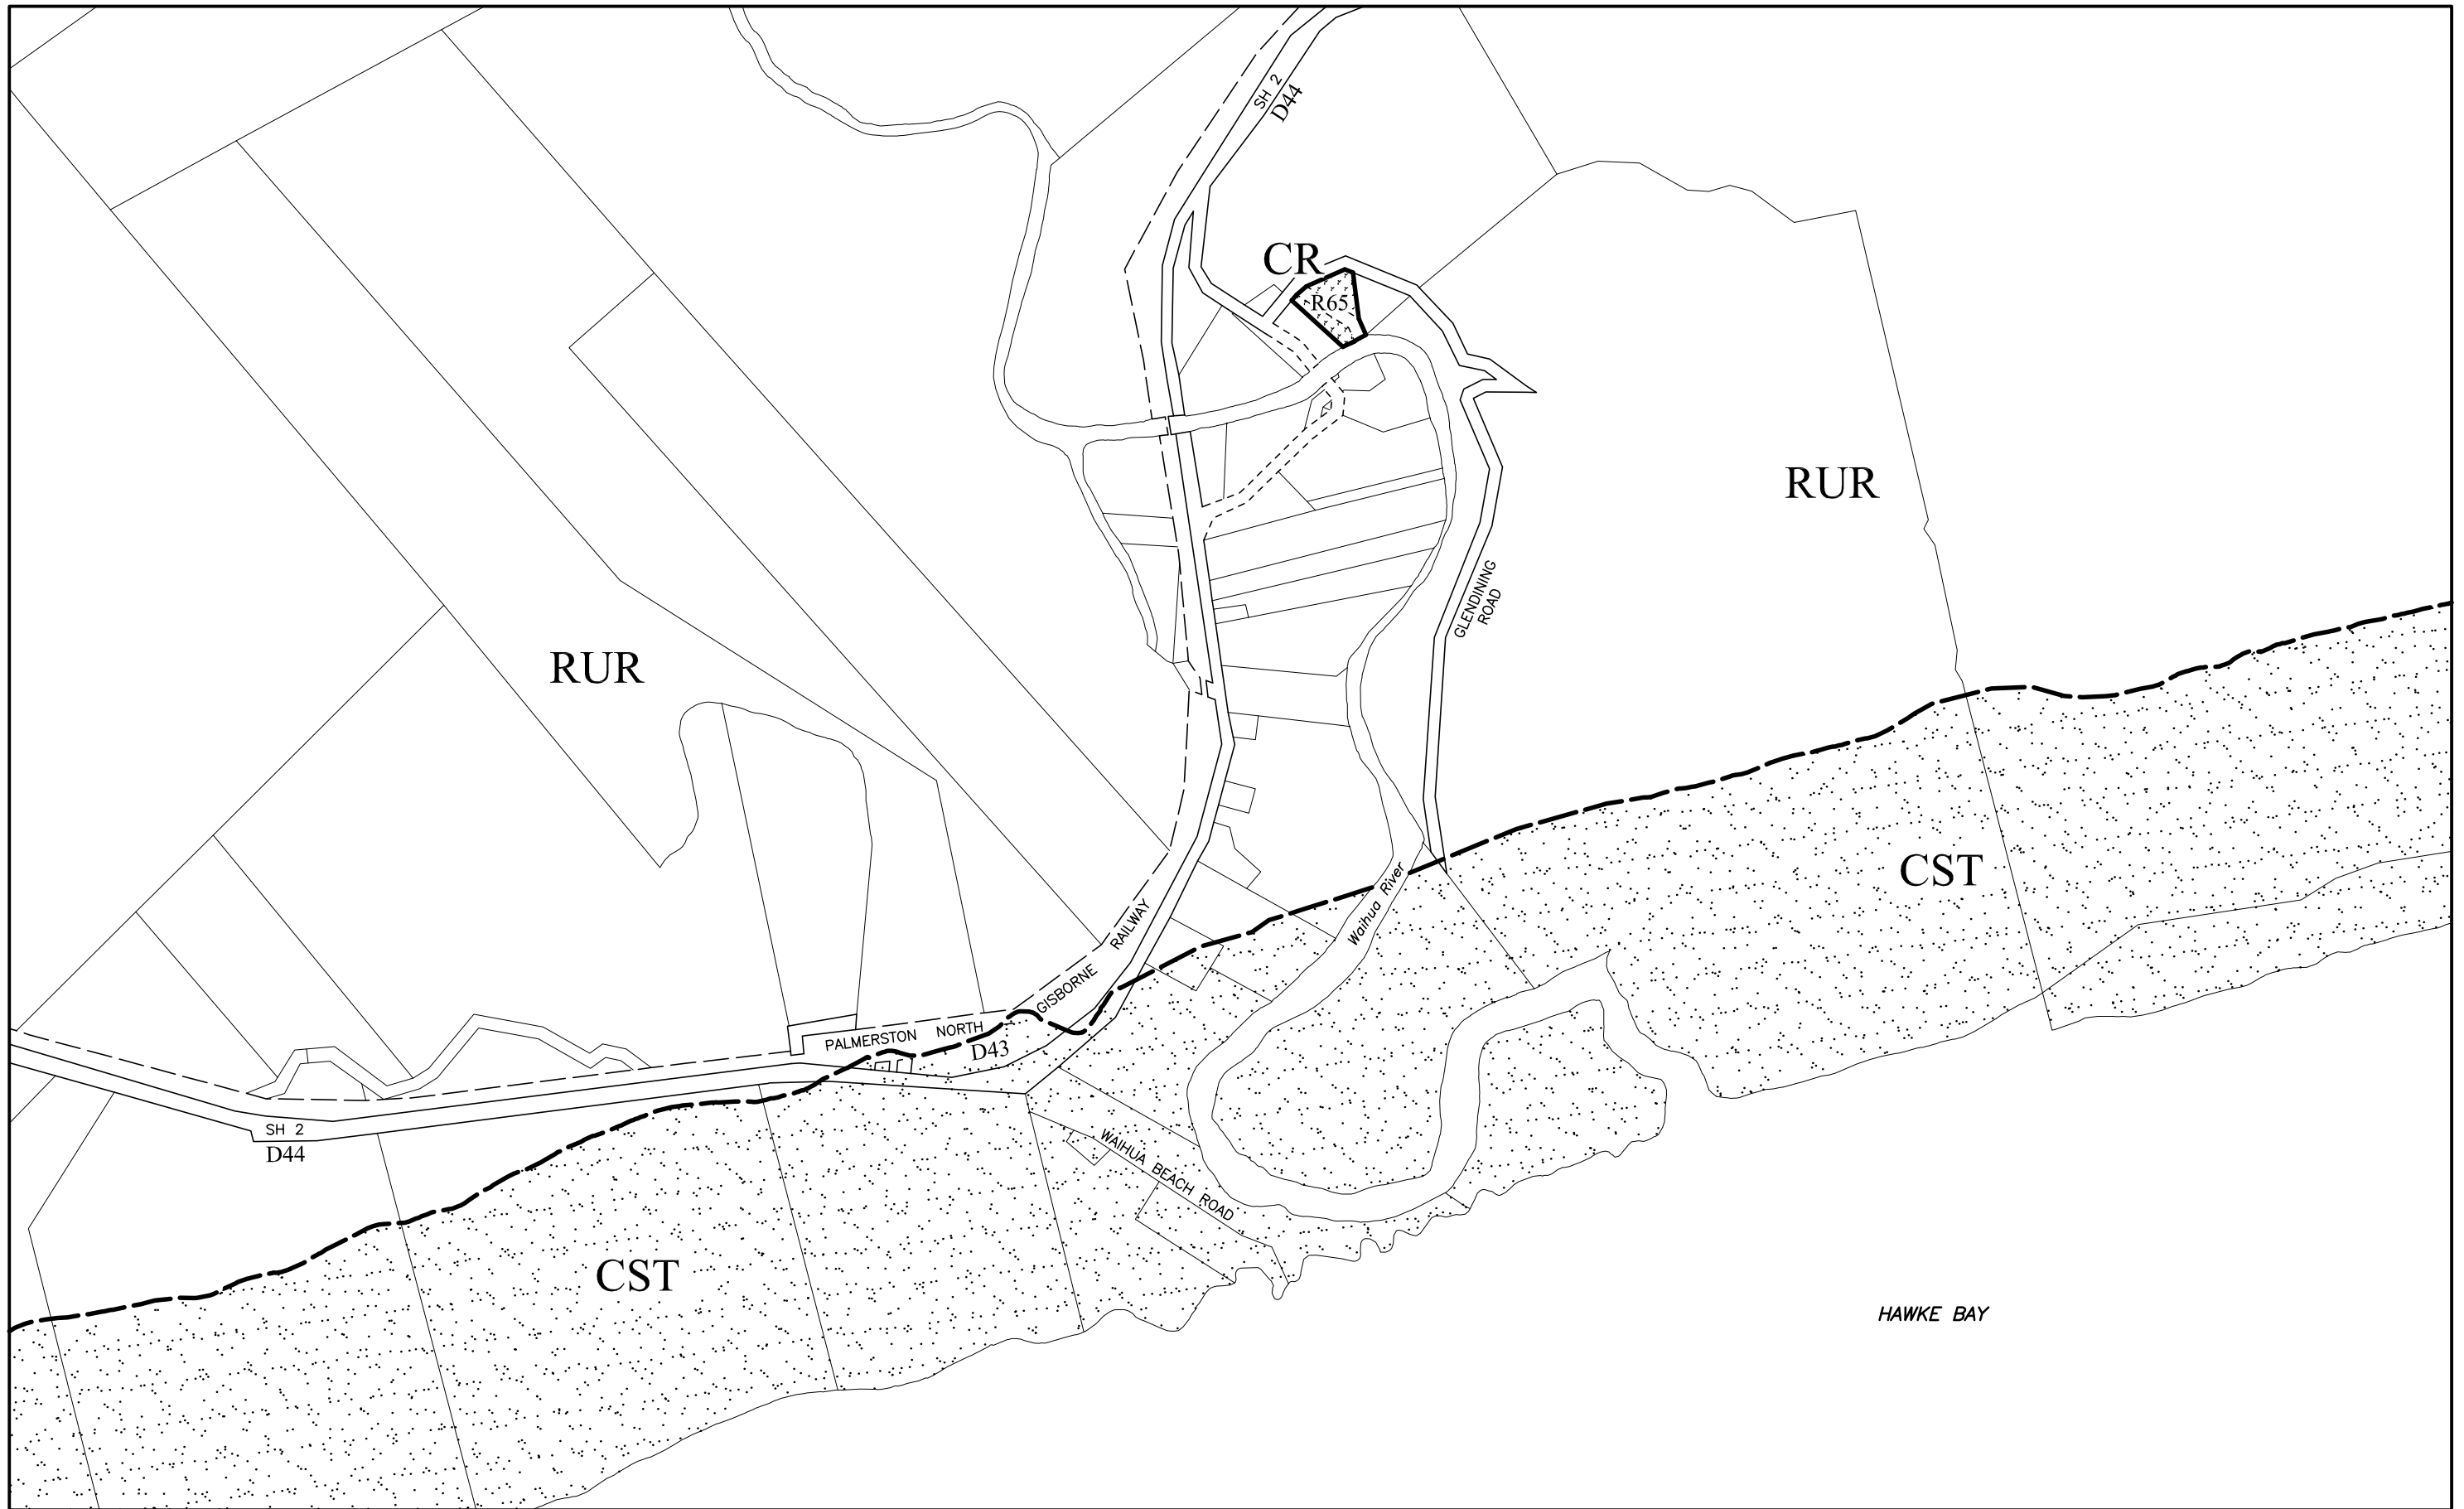 SH 2
D44
CR
R65
RUR
GLENDINING
ROAD
RUR
CST
Waihua River
RAILWAY
GISBORNE
PALMERSTON NORTH
D43
SH 2
D44
WAIHUA BEACH ROAD
CST
HAWKE BAY